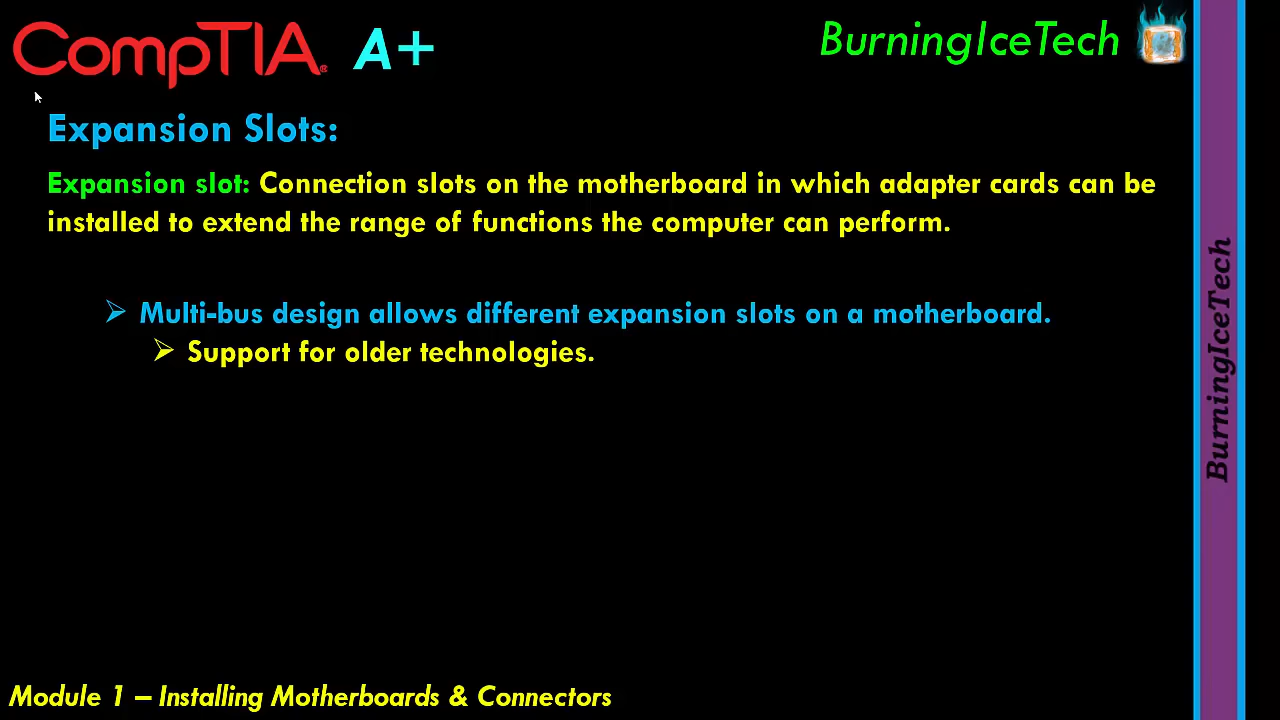 CompTIA® A+
BurningIceTech
Expansion Slots:
Expansion slot: Connection slots on the motherboard in which adapter cards can be
installed to extend the range of functions the computer can perform.
Multi-bus design allows different expansion slots on a motherboard.
Support for older technologies.
BurningIceTech
Module 1 – Installing Motherboards & Connectors